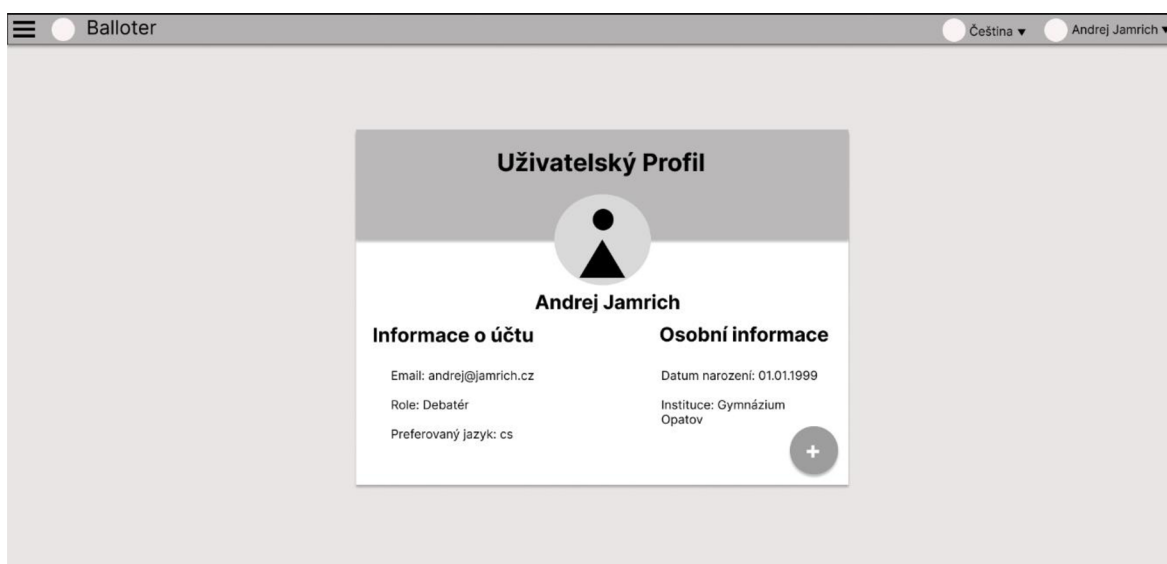 Balloter
Čeština ▼
Andrej Jamrich ▼
Uživatelský Profil
Andrej Jamrich
Informace o účtu
Email: andrej@jamrich.cz
Role: Debatér
Preferovaný jazyk: cs
Osobní informace
Datum narození: 01.01.1999
Instituce: Gymnázium
Opatov
+